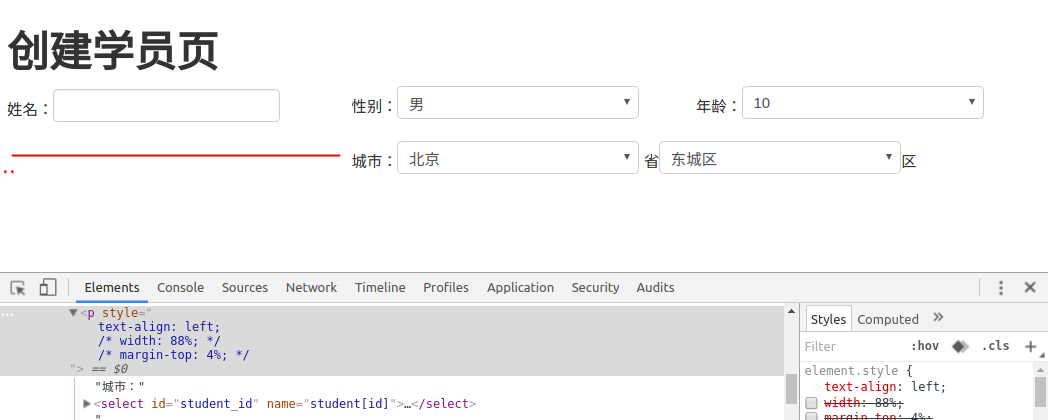 创建学员页
姓名： 性别： 男 年龄： 10
城市： 北京 省 东城区 区
Elements Console Sources Network Timeline Profiles Application Security Audits
<p style="
text-align: left;
/* width: 88%; */
/* margin-top: 4%; */
"> == $0
"城市："
<select id="student_id" name="student[id]">…</select>
"
Styles Computed
Filter :hov .cls
element.style {
text-align: left;
width: 88%;
margin-top: 4%;